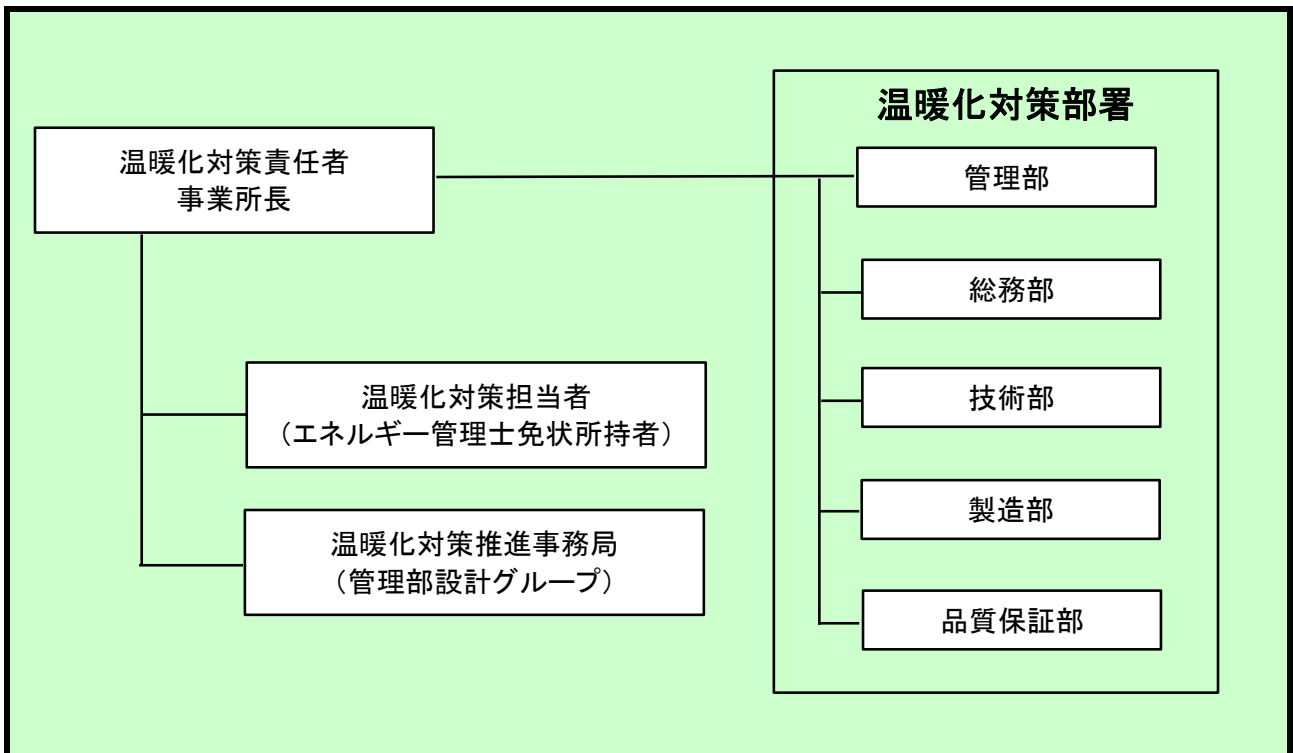 温暖化対策責任者
事業所長
温暖化対策担当者
（エネルギー管理士免状所持者）
温暖化対策推進事務局
（管理部設計グループ）
温暖化対策部署
管理部
総務部
技術部
製造部
品質保証部